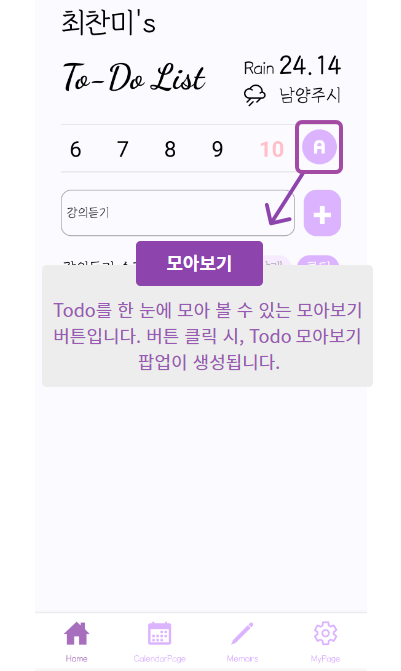 최찬미's
To-Do List
Rain 24.14
남양주시
6 7 8 9 10 A
강의듣기
+
모아보기
Todo를 한 눈에 모아 볼 수 있는 모아보기
버튼입니다. 버튼 클릭 시, Todo 모아보기
팝업이 생성됩니다.
Home CalendarPage Memoirs MyPage